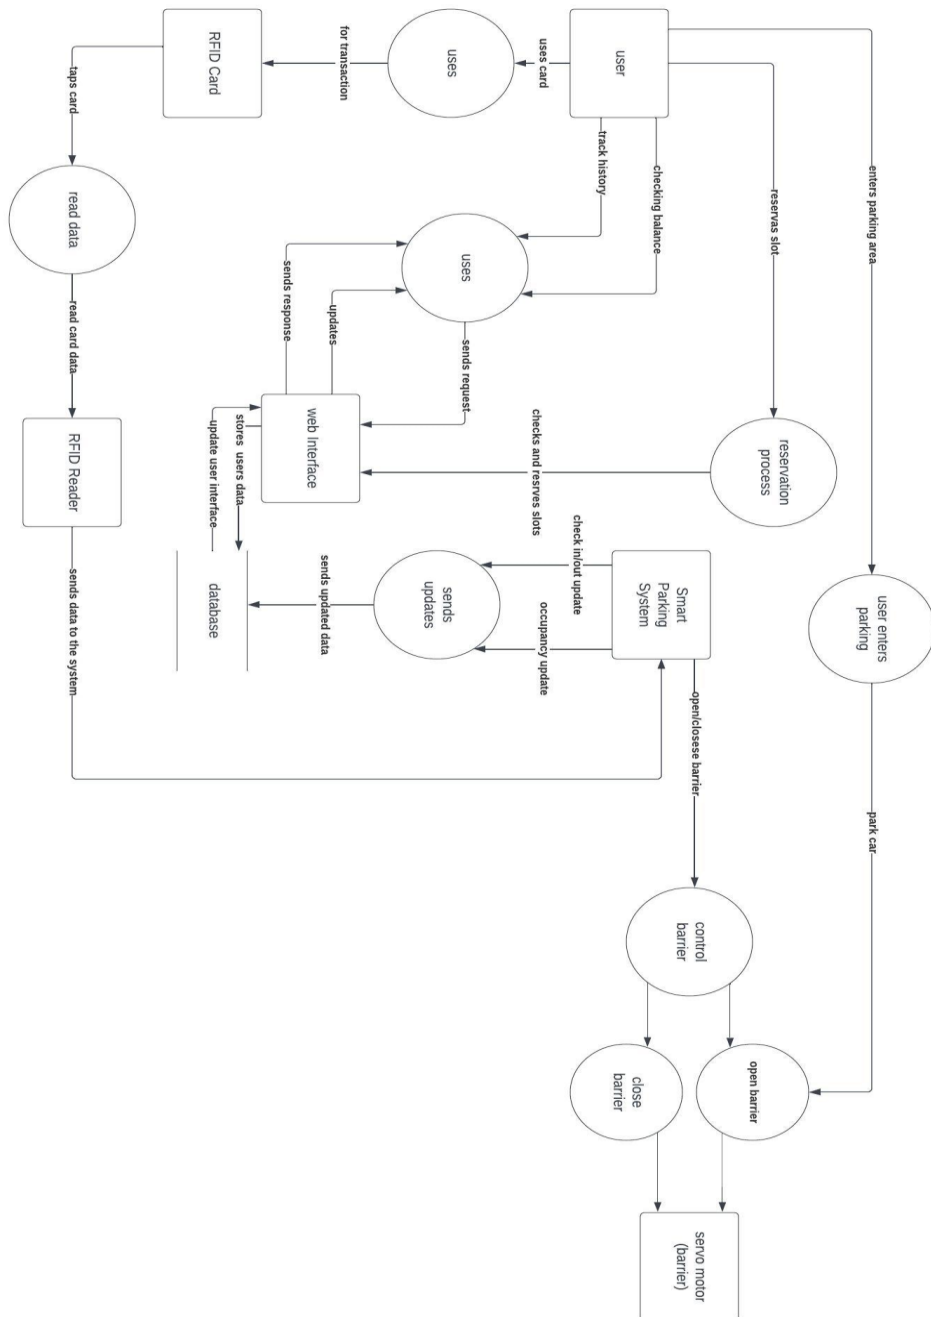 enters parking area
user enters
parking
park car
reservas slot
reservation
process
open barrier
open/closese barrier
control
barrier
servo motor
(barrier)
Smart
Parking
System
checking balance
close
barrier
user
track history
check in/out update
uses card
occupancy update
checks and resrves slots
uses
sends request
uses
sends
updates
for transaction
updates
sends updated data
web Interface
sends response
stores users data
RFID Card
update user interface
database
taps card
read data
read card data
RFID Reader
sends data to the system